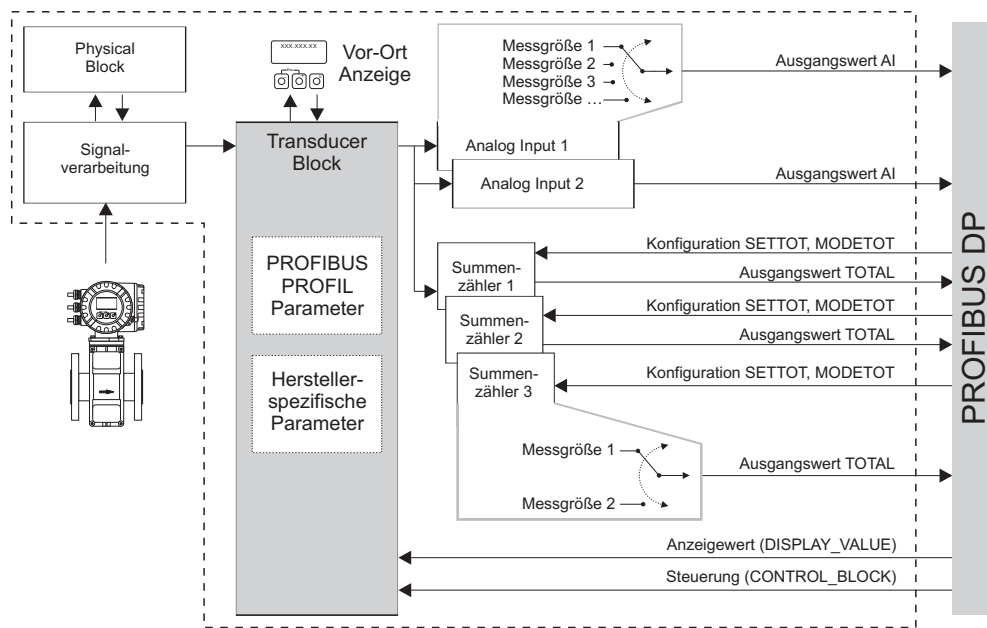 Physical
Block
xxx.xxx.xx
Vor-Ort
Anzeige
Signal-
verarbeitung
Transducer
Block
PROFIBUS
PROFIL
Parameter
Hersteller-
spezifische
Parameter
Messgröße 1
Messgröße 2
Messgröße 3
Messgröße …
Analog Input 1
Ausgangswert AI
Analog Input 2
Ausgangswert AI
Summen-
zähler 1
Konfiguration SETTOT, MODETOT
Ausgangswert TOTAL
Summen-
zähler 2
Konfiguration SETTOT, MODETOT
Ausgangswert TOTAL
Summen-
zähler 3
Konfiguration SETTOT, MODETOT
Messgröße 1
Messgröße 2
Ausgangswert TOTAL
Anzeigewert (DISPLAY_VALUE)
Steuerung (CONTROL_BLOCK)
PROFIBUS DP